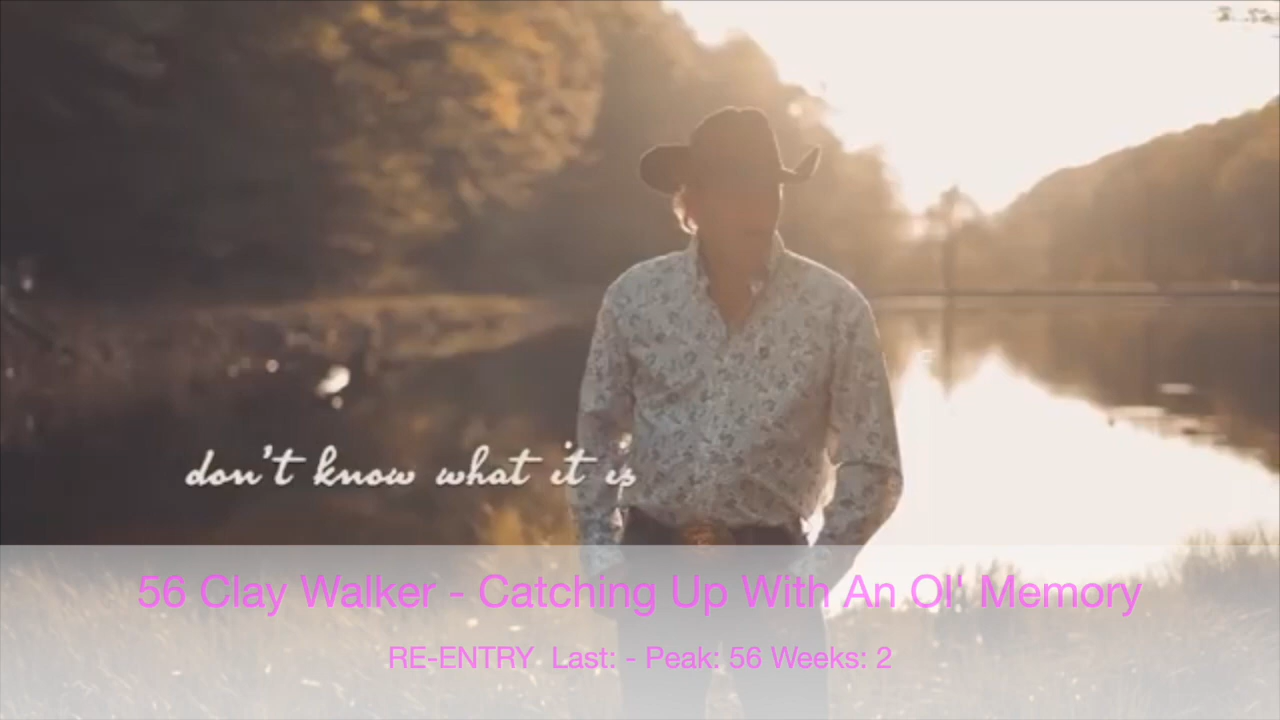 don't know what it is
56 Clay Walker - Catching Up With An Ol' Memory
RE-ENTRY Last: - Peak: 56 Weeks: 2